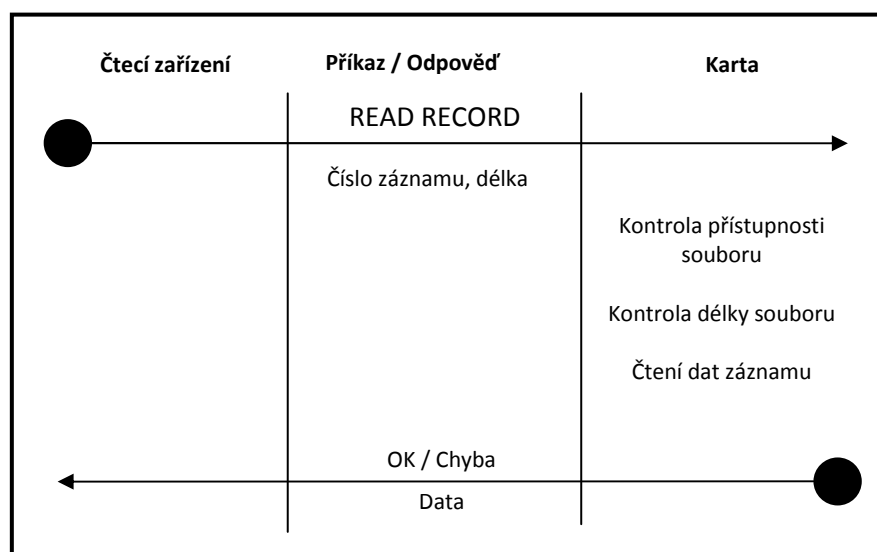 Čtecí zařízení
Příkaz / Odpověď
Karta
READ RECORD
Číslo záznamu, délka
Kontrola přístupnosti
souboru
Kontrola délky souboru
Čtení dat záznamu
OK / Chyba
Data